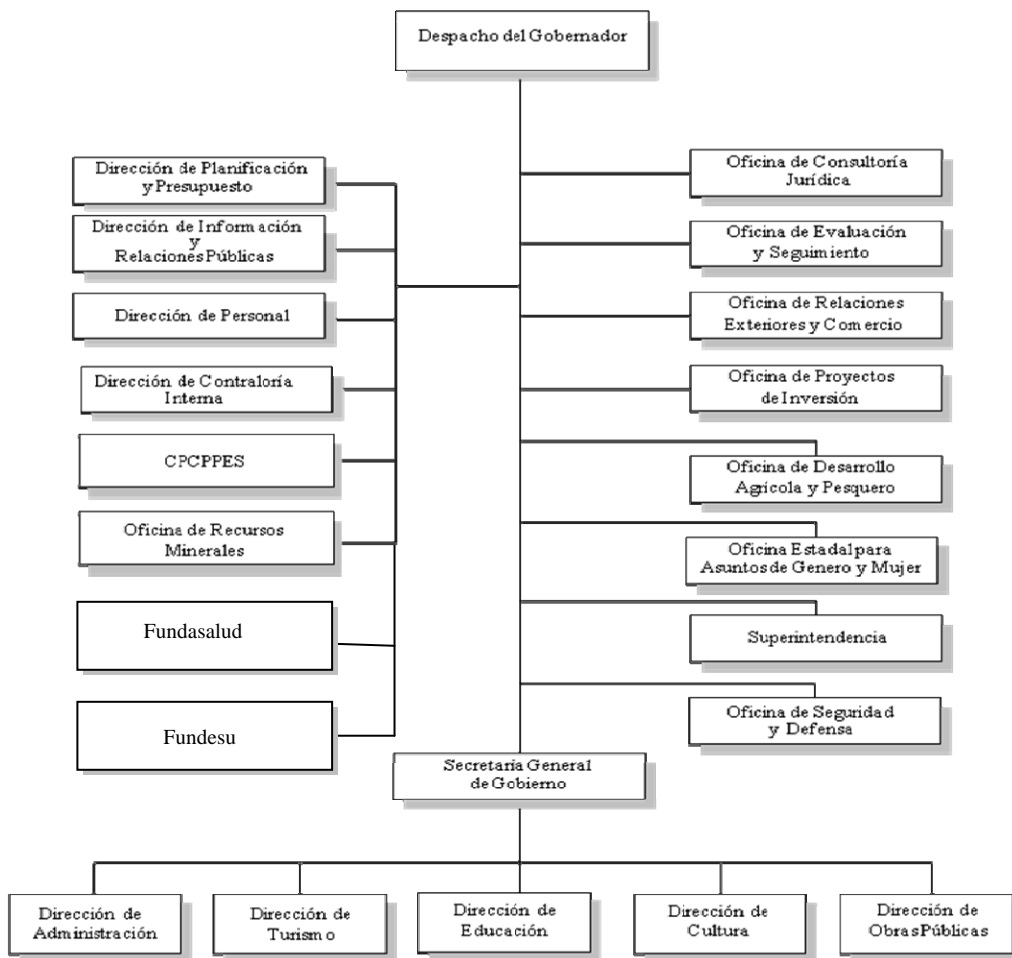 Despacho del Gobernador
Dirección de Planificación
y Presupuesto
Dirección de Información
y
Relaciones Públicas
Dirección de Personal
Dirección de Contraloría
Interna
CPCPPES
Oficina de Recursos
Minerales
Fundasalud
Fundesu
Oficina de Consultoría
Jurídica
Oficina de Evaluación
y Seguimiento
Oficina de Relaciones
Exteriores y Comercio
Oficina de Proyectos
de Inversión
Oficina de Desarrollo
Agrícola y Pesquero
Oficina Estadal para
Asuntos de Genero y Mujer
Superintendencia
Oficina de Seguridad
y Defensa
Secretaría General
de Gobierno
Dirección de
Administración
Dirección de
Turismo
Dirección de
Educación
Dirección de
Cultura
Dirección de
Obras Públicas